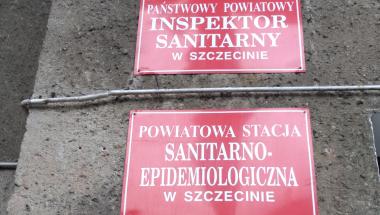 PAŃSTWOWY POWIATOWY
INSPEKTOR
SANITARNY
W SZCZECINIE
POWIATOWA STACJA
SANITARNO-
EPIDEMIOLOGICZNA
W SZCZECINIE